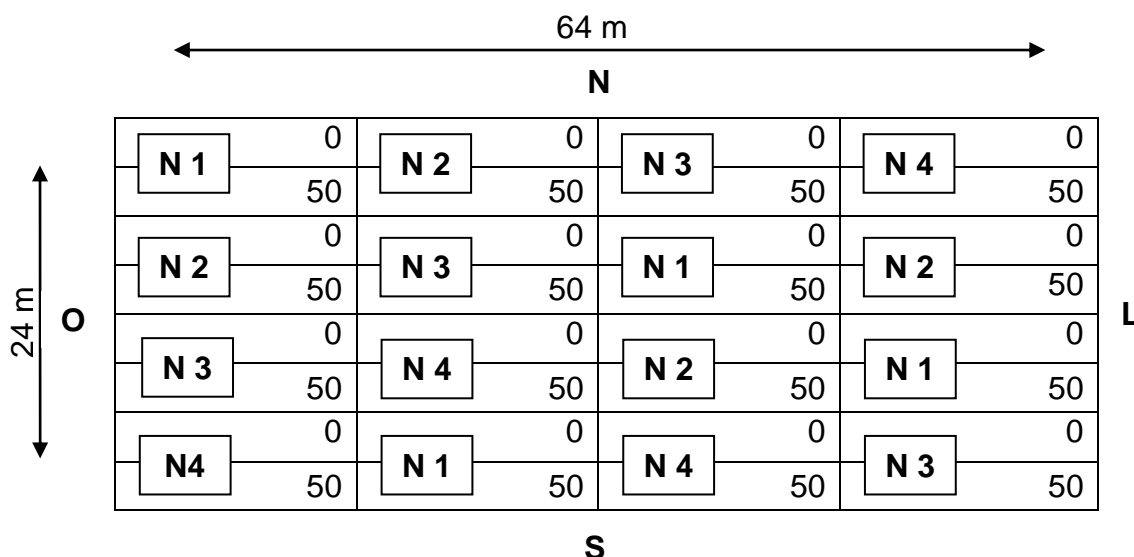 64 m
N
0 0 0 0
N 1 N 2 N 3 N 4
50 50 50 50
0 0 0 0
N 2 N 3 N 1 N 2
50 50 50 50
24 m
O
L
0 0 0 0
N 3 N 4 N 2 N 1
50 50 50 50
0 0 0 0
N4 N 1 N 4 N 3
50 50 50 50
S